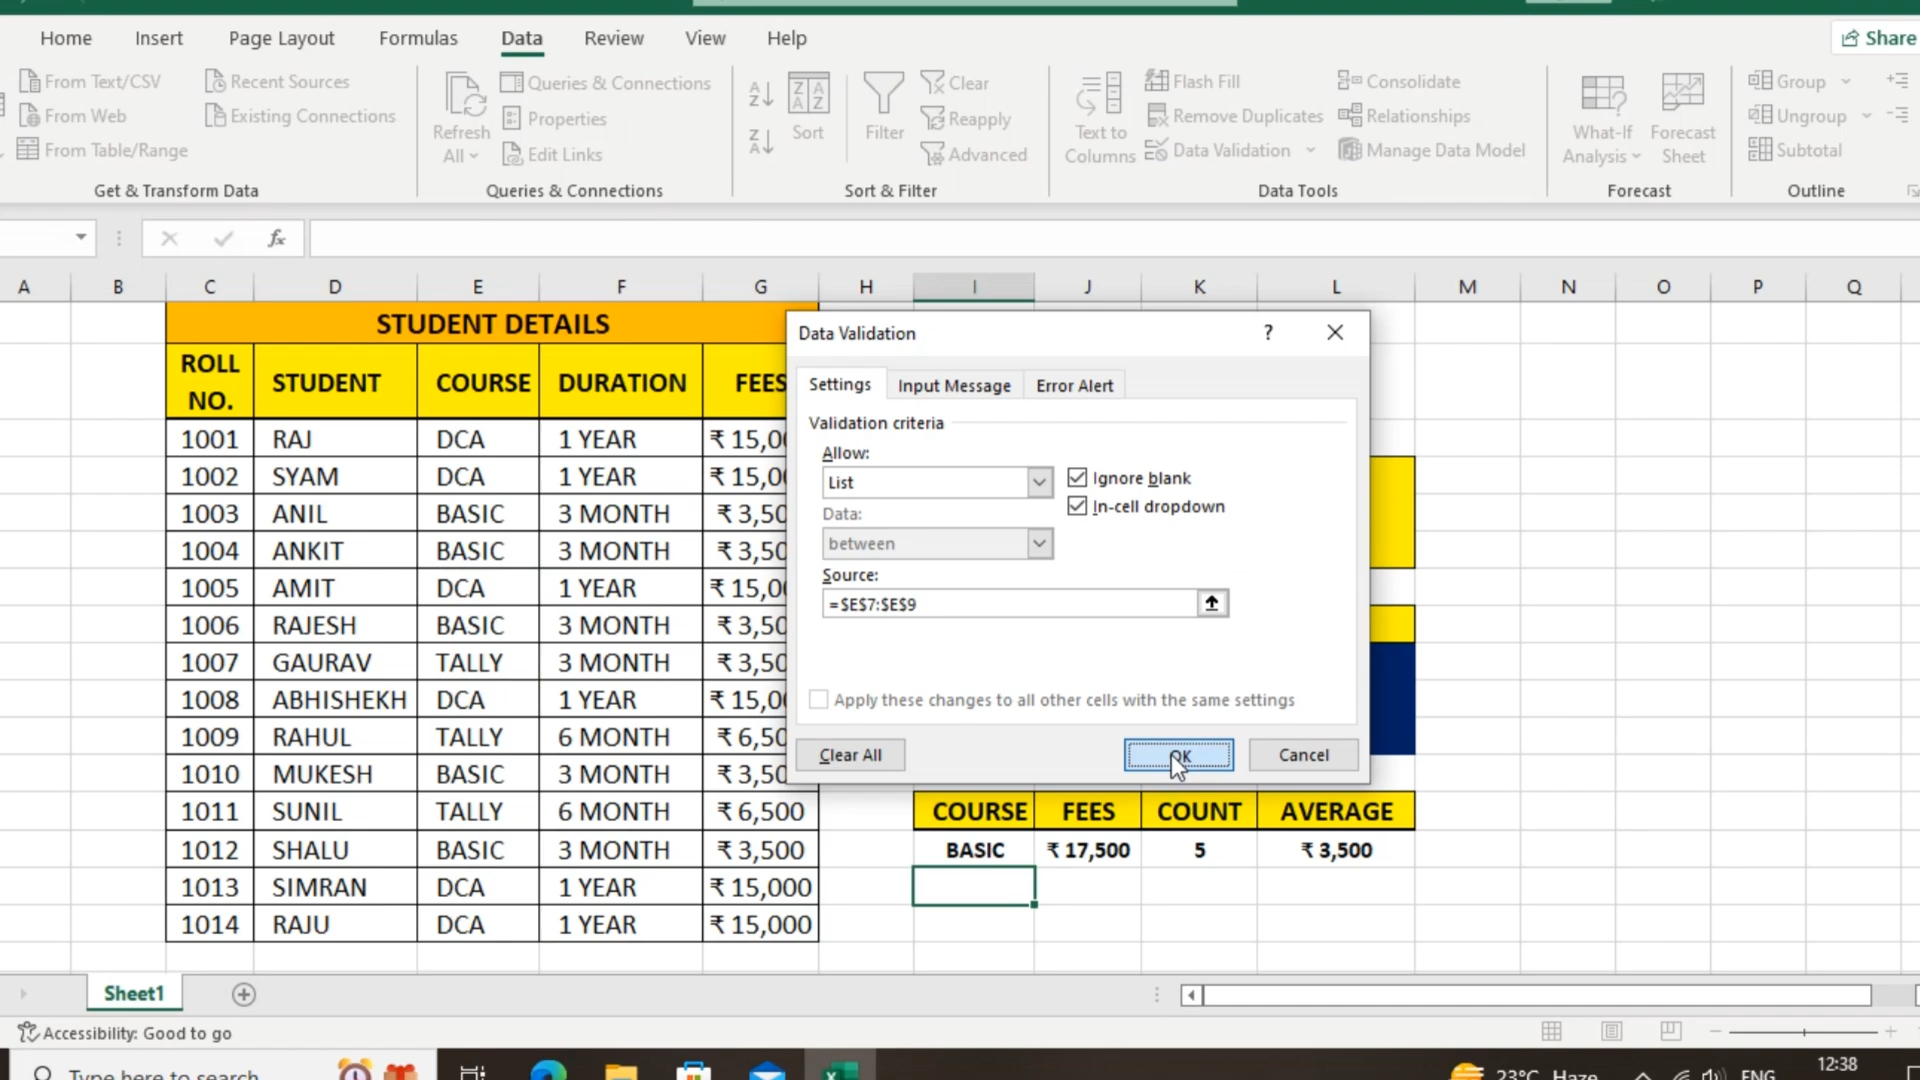 Home Insert Page Layout Formulas Data Review View Help Share
From Text/CSV Recent Sources
From Web Existing Connections
From Table/Range
Get & Transform Data
Refresh All
Queries & Connections
Properties
Edit Links
Queries & Connections
Sort
Filter
Clear
Reapply
Advanced
Sort & Filter
Text to Columns
Flash Fill
Remove Duplicates
Data Validation
Consolidate
Relationships
Manage Data Model
Data Tools
What-If Analysis
Forecast Sheet
Forecast
Group
Ungroup
Subtotal
Outline
fx
A B C D E F G H I J K L M N O P Q
STUDENT DETAILS
ROLL NO. STUDENT COURSE DURATION FEES
1001 RAJ DCA 1 YEAR ₹ 15,00
1002 SYAM DCA 1 YEAR ₹ 15,00
1003 ANIL BASIC 3 MONTH ₹ 3,50
1004 ANKIT BASIC 3 MONTH ₹ 3,50
1005 AMIT DCA 1 YEAR ₹ 15,00
1006 RAJESH BASIC 3 MONTH ₹ 3,50
1007 GAURAV TALLY 3 MONTH ₹ 3,50
1008 ABHISHEKH DCA 1 YEAR ₹ 15,00
1009 RAHUL TALLY 6 MONTH ₹ 6,50
1010 MUKESH BASIC 3 MONTH ₹ 3,50
1011 SUNIL TALLY 6 MONTH ₹ 6,500
1012 SHALU BASIC 3 MONTH ₹ 3,500
1013 SIMRAN DCA 1 YEAR ₹ 15,000
1014 RAJU DCA 1 YEAR ₹ 15,000
Data Validation ?
Settings Input Message Error Alert
Validation criteria
Allow:
List Ignore blank
In-cell dropdown
Data:
between
Source:
=$E$7:$E$9
Apply these changes to all other cells with the same settings
Clear All OK Cancel
COURSE FEES COUNT AVERAGE
BASIC ₹ 17,500 5 ₹ 3,500
Sheet1
Accessibility: Good to go
Type here to search
23°C Haze ENG 12:38